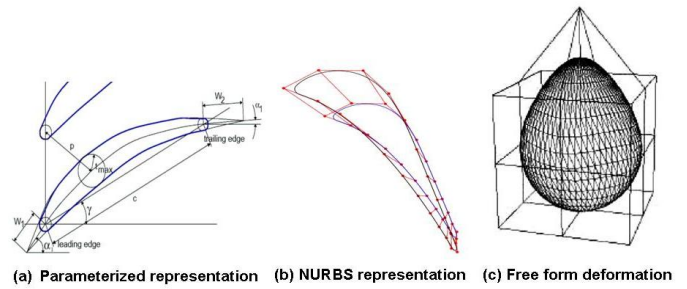 W2
α1
trailing edge
p
tmax
c
W1
γ
α
leading edge
(a) Parameterized representation
(b) NURBS representation
(c) Free form deformation